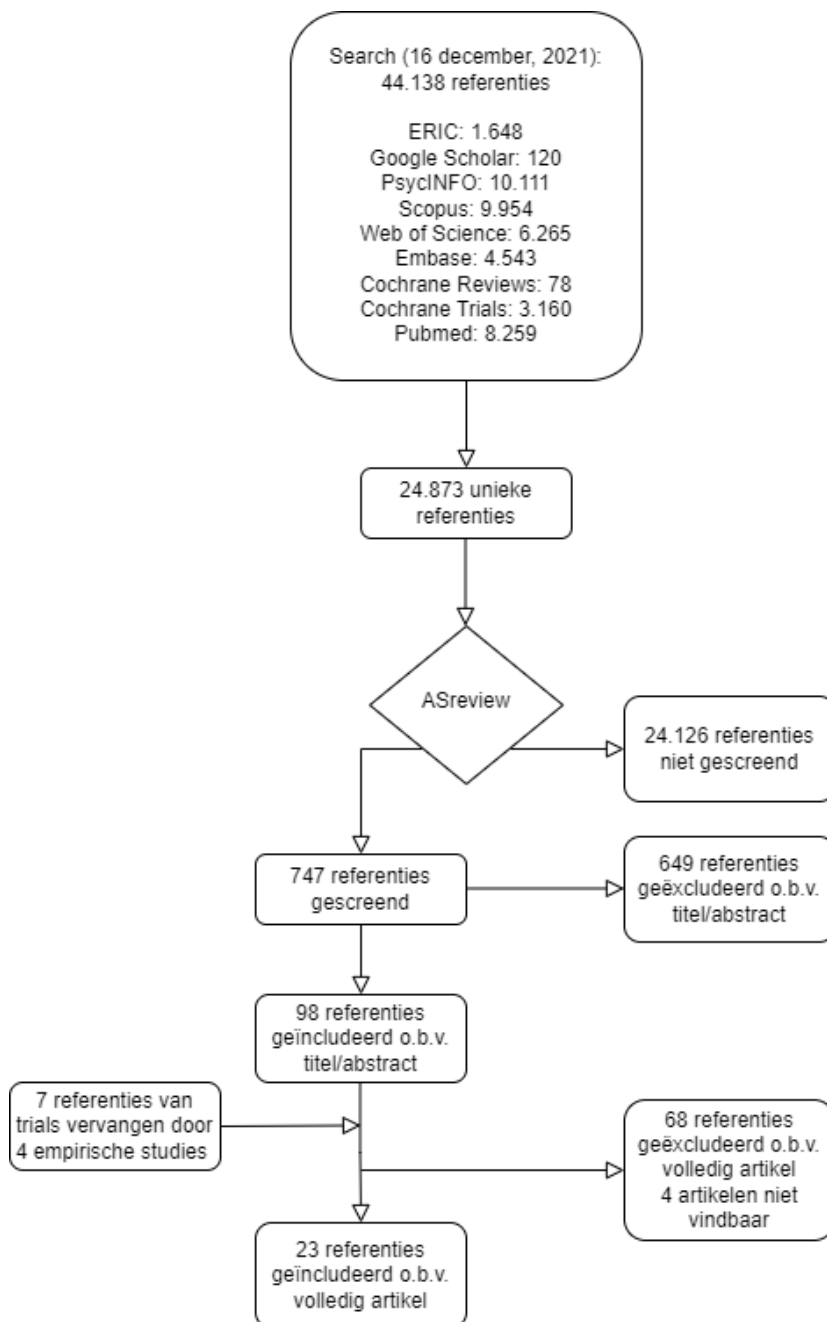 Search (16 december, 2021):
44.138 referenties
ERIC: 1.648
Google Scholar: 120
PsycINFO: 10.111
Scopus: 9.954
Web of Science: 6.265
Embase: 4.543
Cochrane Reviews: 78
Cochrane Trials: 3.160
Pubmed: 8.259
24.873 unieke
referenties
ASreview
24.126 referenties
niet gescreend
747 referenties
gescreend
649 referenties
geëxcludeerd o.b.v.
titel/abstract
98 referenties
geïncludeerd o.b.v.
titel/abstract
7 referenties van
trials vervangen door
4 empirische studies
68 referenties
geëxcludeerd o.b.v.
volledig artikel
4 artikelen niet
vindbaar
23 referenties
geïncludeerd o.b.v.
volledig artikel